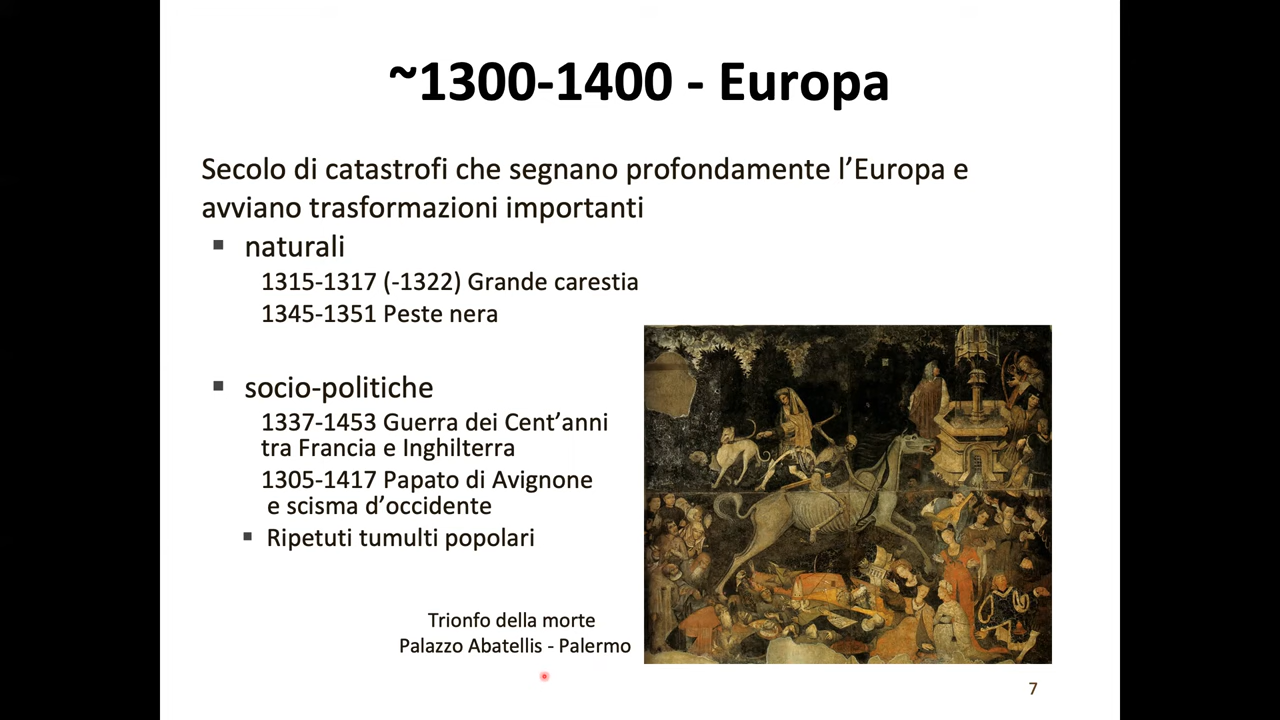 ~1300-1400 - Europa
Secolo di catastrofi che segnano profondamente l’Europa e
avviano trasformazioni importanti
▪ naturali
1315-1317 (-1322) Grande carestia
1345-1351 Peste nera
▪ socio-politiche
1337-1453 Guerra dei Cent’anni
tra Francia e Inghilterra
1305-1417 Papato di Avignone
e scisma d’occidente
▪ Ripetuti tumulti popolari
Trionfo della morte
Palazzo Abatellis - Palermo
7